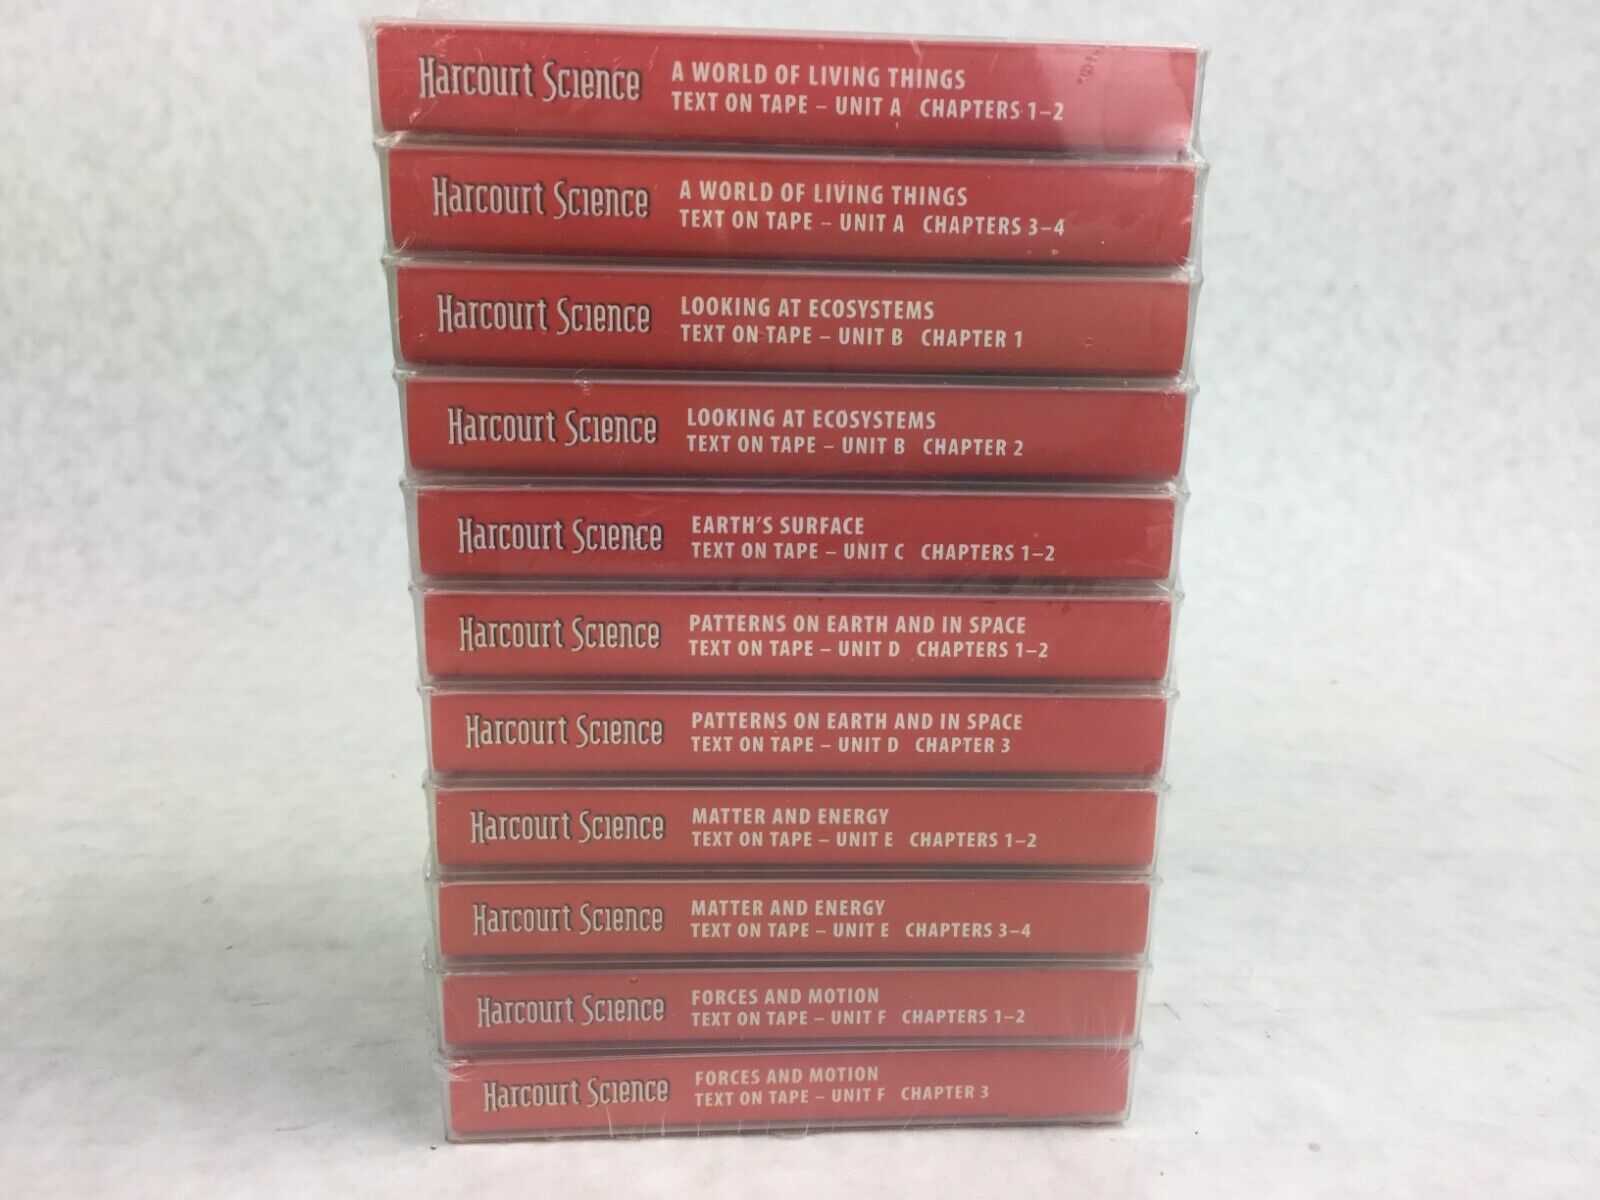 Harcourt Science
A WORLD OF LIVING THINGS
TEXT ON TAPE – UNIT A CHAPTERS 1–2
Harcourt Science
A WORLD OF LIVING THINGS
TEXT ON TAPE – UNIT A CHAPTERS 3–4
Harcourt Science
LOOKING AT ECOSYSTEMS
TEXT ON TAPE – UNIT B CHAPTER 1
Harcourt Science
LOOKING AT ECOSYSTEMS
TEXT ON TAPE – UNIT B CHAPTER 2
Harcourt Science
EARTH'S SURFACE
TEXT ON TAPE – UNIT C CHAPTERS 1–2
Harcourt Science
PATTERNS ON EARTH AND IN SPACE
TEXT ON TAPE – UNIT D CHAPTERS 1–2
Harcourt Science
PATTERNS ON EARTH AND IN SPACE
TEXT ON TAPE – UNIT D CHAPTER 3
Harcourt Science
MATTER AND ENERGY
TEXT ON TAPE – UNIT E CHAPTERS 1–2
Harcourt Science
MATTER AND ENERGY
TEXT ON TAPE – UNIT E CHAPTERS 3–4
Harcourt Science
FORCES AND MOTION
TEXT ON TAPE – UNIT F CHAPTERS 1–2
Harcourt Science
FORCES AND MOTION
TEXT ON TAPE – UNIT F CHAPTER 3